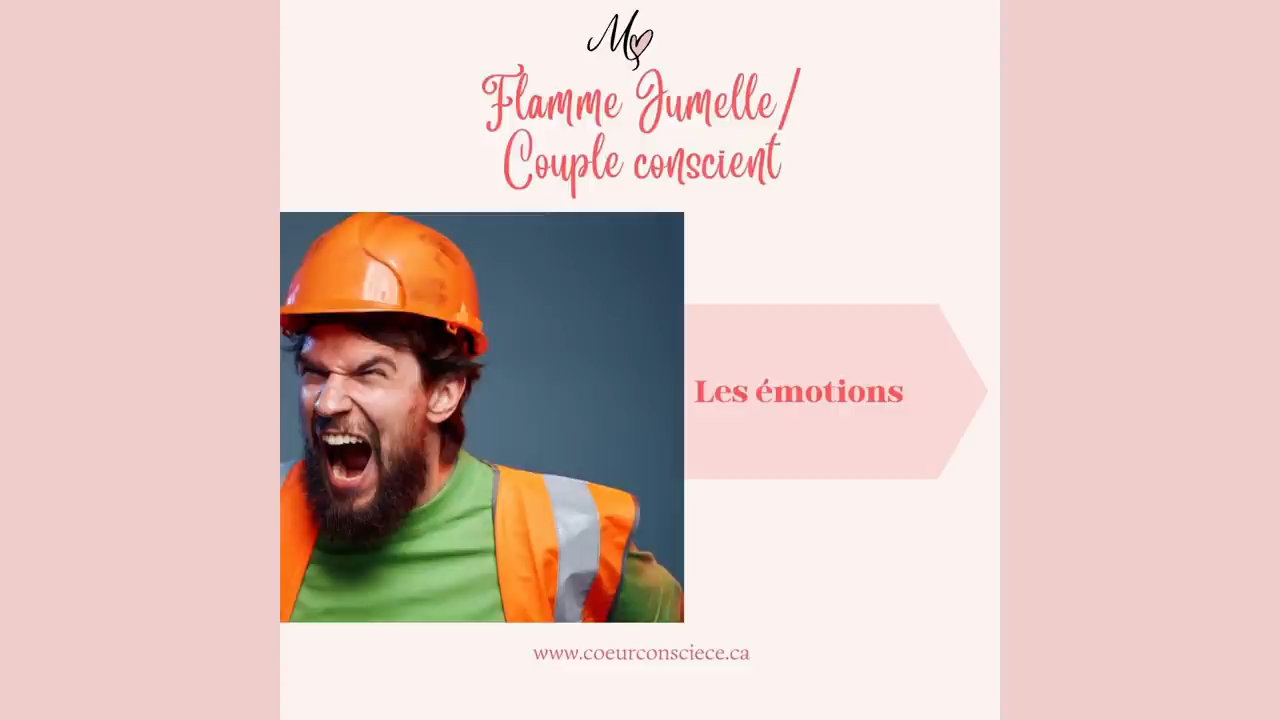 M
Flamme Jumelle/
Couple conscient
Les émotions
www.coeurconsciece.ca